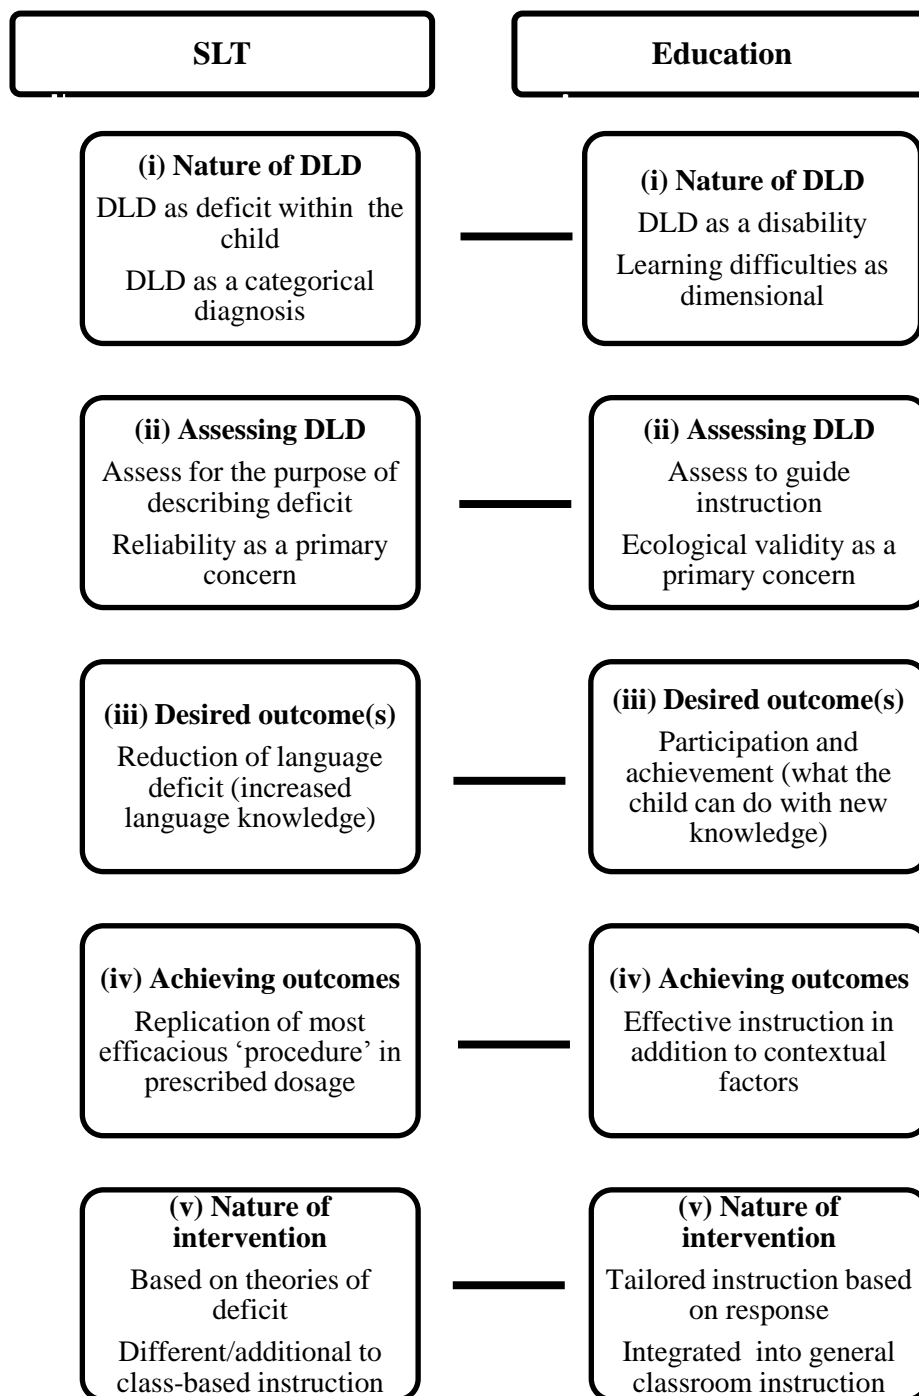 SLT
Education
(i) Nature of DLD
DLD as deficit within the
child
DLD as a categorical
diagnosis
(i) Nature of DLD
DLD as a disability
Learning difficulties as
dimensional
(ii) Assessing DLD
Assess for the purpose of
describing deficit
Reliability as a primary
concern
(ii) Assessing DLD
Assess to guide
instruction
Ecological validity as a
primary concern
(iii) Desired outcome(s)
Reduction of language
deficit (increased
language knowledge)
(iii) Desired outcome(s)
Participation and
achievement (what the
child can do with new
knowledge)
(iv) Achieving outcomes
Replication of most
efficacious ‘procedure’ in
prescribed dosage
(iv) Achieving outcomes
Effective instruction in
addition to contextual
factors
(v) Nature of
intervention
Based on theories of
deficit
Different/additional to
class-based instruction
(v) Nature of
intervention
Tailored instruction based
on response
Integrated into general
classroom instruction